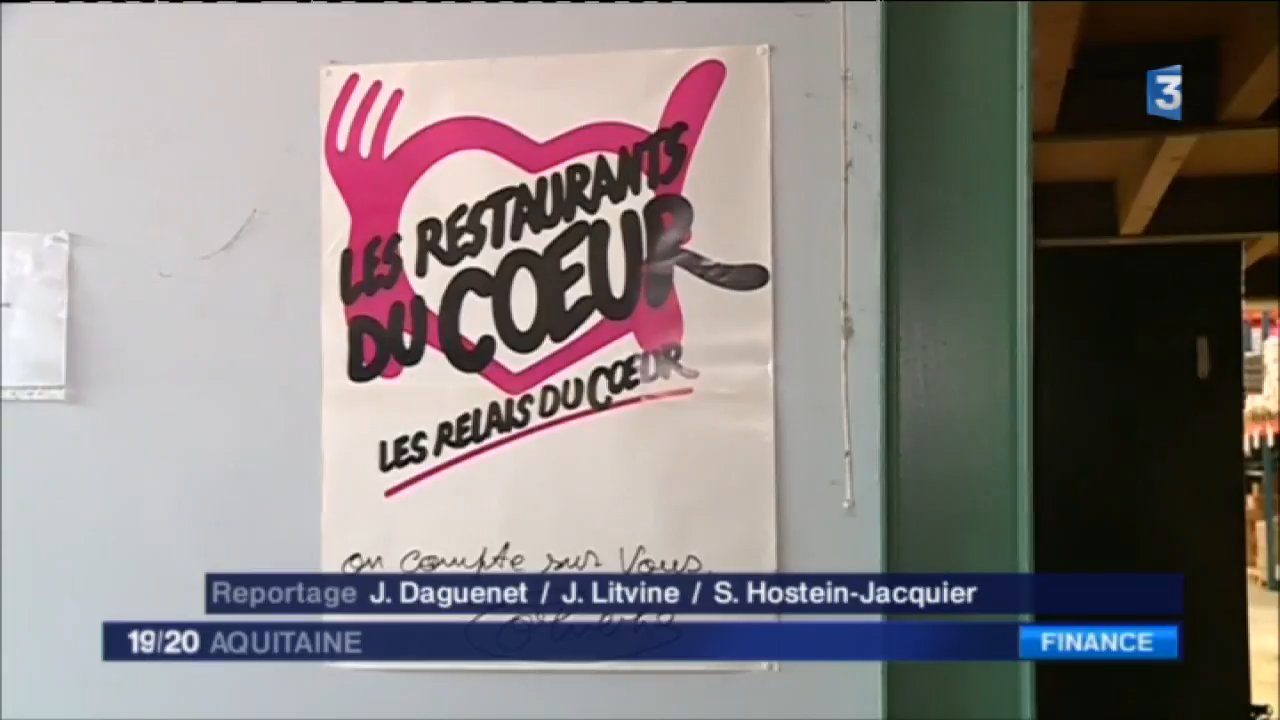 3
LES RESTAURANTS
DU COEUR
LES RELAIS DU COEUR
on compte sur Vous.
Reportage J. Daguenet / J. Litvine / S. Hostein-Jacquier
19/20 AQUITAINE
FINANCE